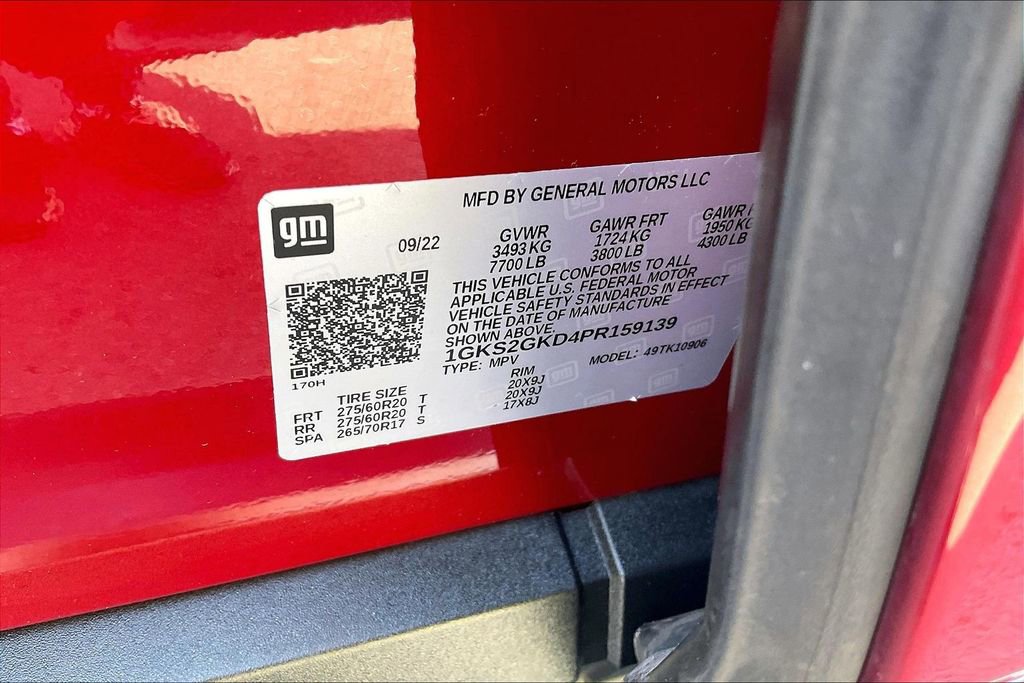 MFD BY GENERAL MOTORS LLC
gm
09/22
GVWR GAWR FRT GAWR
3493 KG 1724 KG 1950 KG
7700 LB 3800 LB 4300 LB
THIS VEHICLE CONFORMS TO ALL
APPLICABLE U.S. FEDERAL MOTOR
VEHICLE SAFETY STANDARDS IN EFFECT
ON THE DATE OF MANUFACTURE
SHOWN ABOVE.
1GKS2GKD4PR159139
TYPE: MPV MODEL: 49TK10906
170H
TIRE SIZE RIM
FRT 275/60R20 T 20X9J
RR 275/60R20 T 20X9J
SPA 265/70R17 S 17X8J